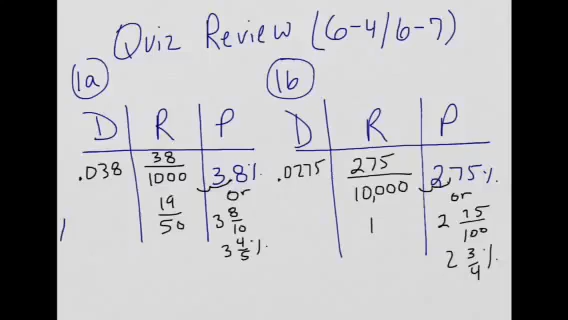 Quiz Review (6-4/6-7)
1a 1b
D R P D R P
.038 38/1000 3.8% .0275 275/10,000 2.75%
or or
19/50 3 8/10 1 2 75/100
3 4/5% 2 3/4%